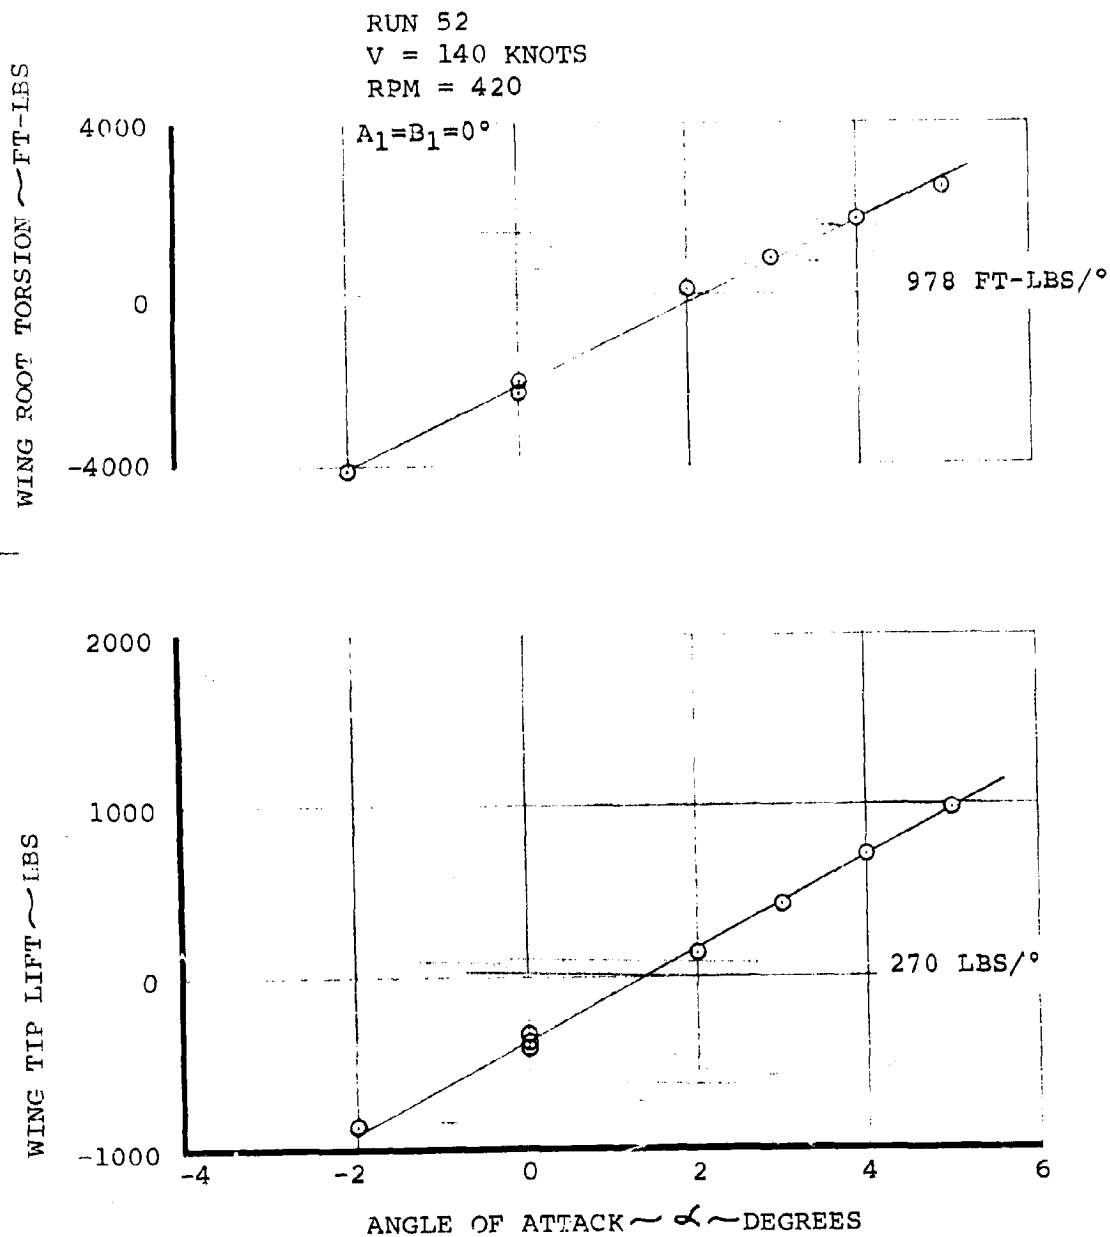 RUN 52
V = 140 KNOTS
RPM = 420
A1=B1=0°
WING ROOT TORSION ~ FT-LBS
4000
0
-4000
978 FT-LBS/°
WING TIP LIFT ~ LBS
2000
1000
0
-1000
270 LBS/°
-4 -2 0 2 4 6
ANGLE OF ATTACK ~ α ~ DEGREES